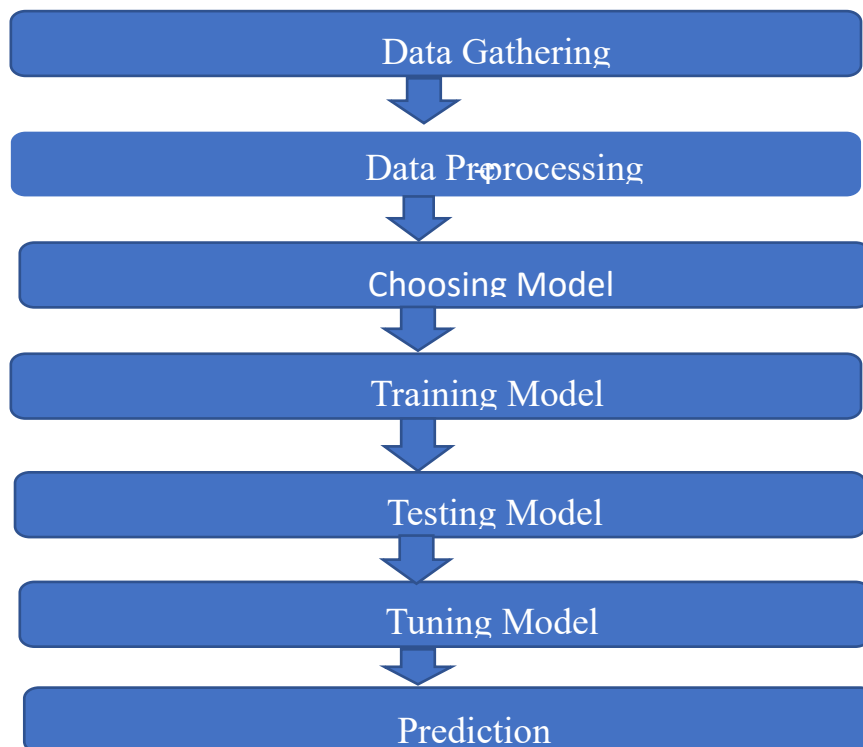 Data Gathering
Data Preprocessing
Choosing Model
Training Model
Testing Model
Tuning Model
Prediction